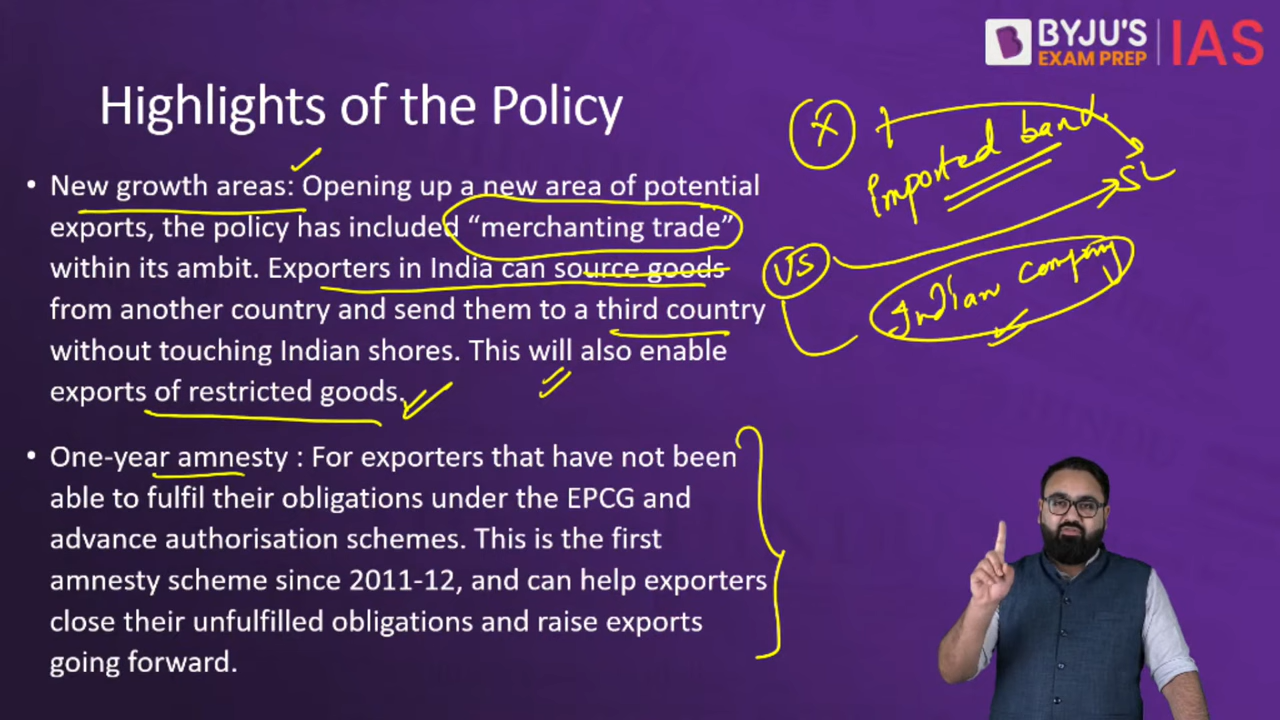 BYJU'S IAS
EXAM PREP
Highlights of the Policy
• New growth areas: Opening up a new area of potential
exports, the policy has included “merchanting trade”
within its ambit. Exporters in India can source goods
from another country and send them to a third country
without touching Indian shores. This will also enable
exports of restricted goods.
• One-year amnesty : For exporters that have not been
able to fulfil their obligations under the EPCG and
advance authorisation schemes. This is the first
amnesty scheme since 2011-12, and can help exporters
close their unfulfilled obligations and raise exports
going forward.
X
Imported band
SL
US
Indian company